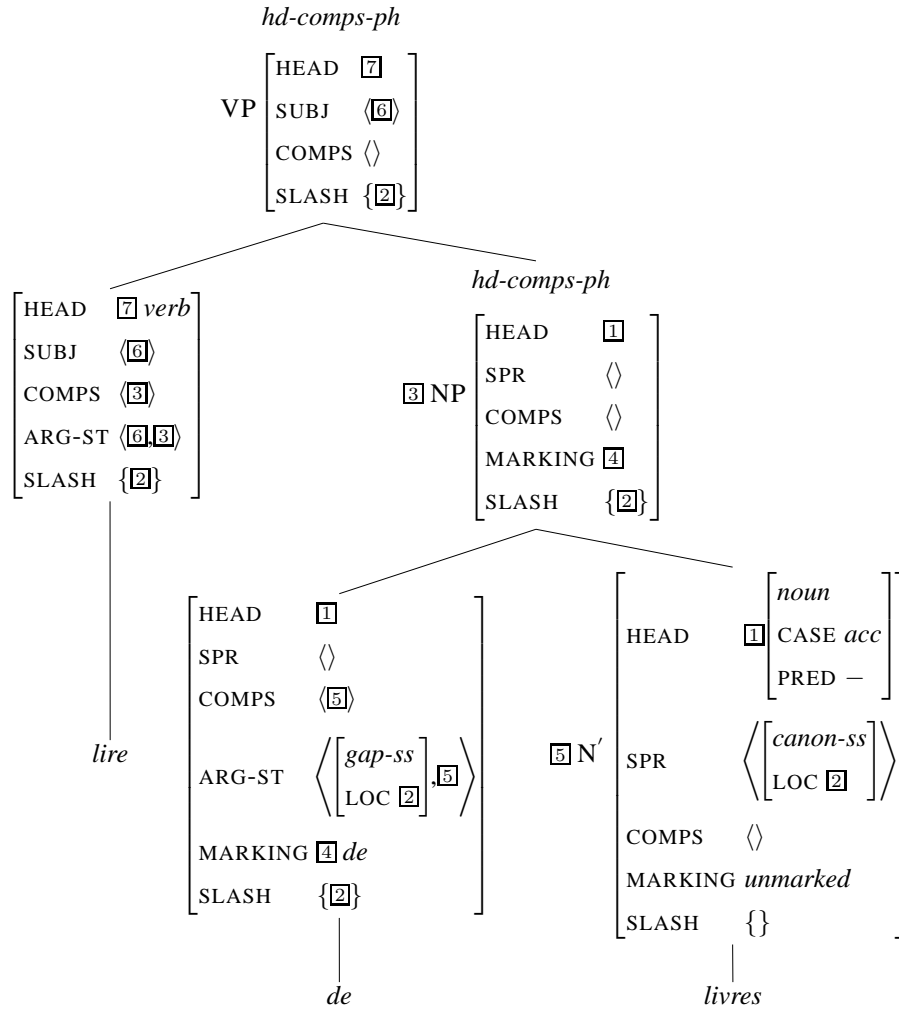 hd-comps-ph
VP
HEAD 7
SUBJ ⟨6⟩
COMPS ⟨⟩
SLASH {2}
HEAD 7 verb
SUBJ ⟨6⟩
COMPS ⟨3⟩
ARG-ST ⟨6,3⟩
SLASH {2}
lire
hd-comps-ph
3 NP
HEAD 1
SPR ⟨⟩
COMPS ⟨⟩
MARKING 4
SLASH {2}
HEAD 1
SPR ⟨⟩
COMPS ⟨5⟩
ARG-ST ⟨[gap-ss
LOC 2],5⟩
MARKING 4 de
SLASH {2}
de
5 N′
HEAD 1[noun
CASE acc
PRED −]
SPR ⟨[canon-ss
LOC 2]⟩
COMPS ⟨⟩
MARKING unmarked
SLASH {}
livres